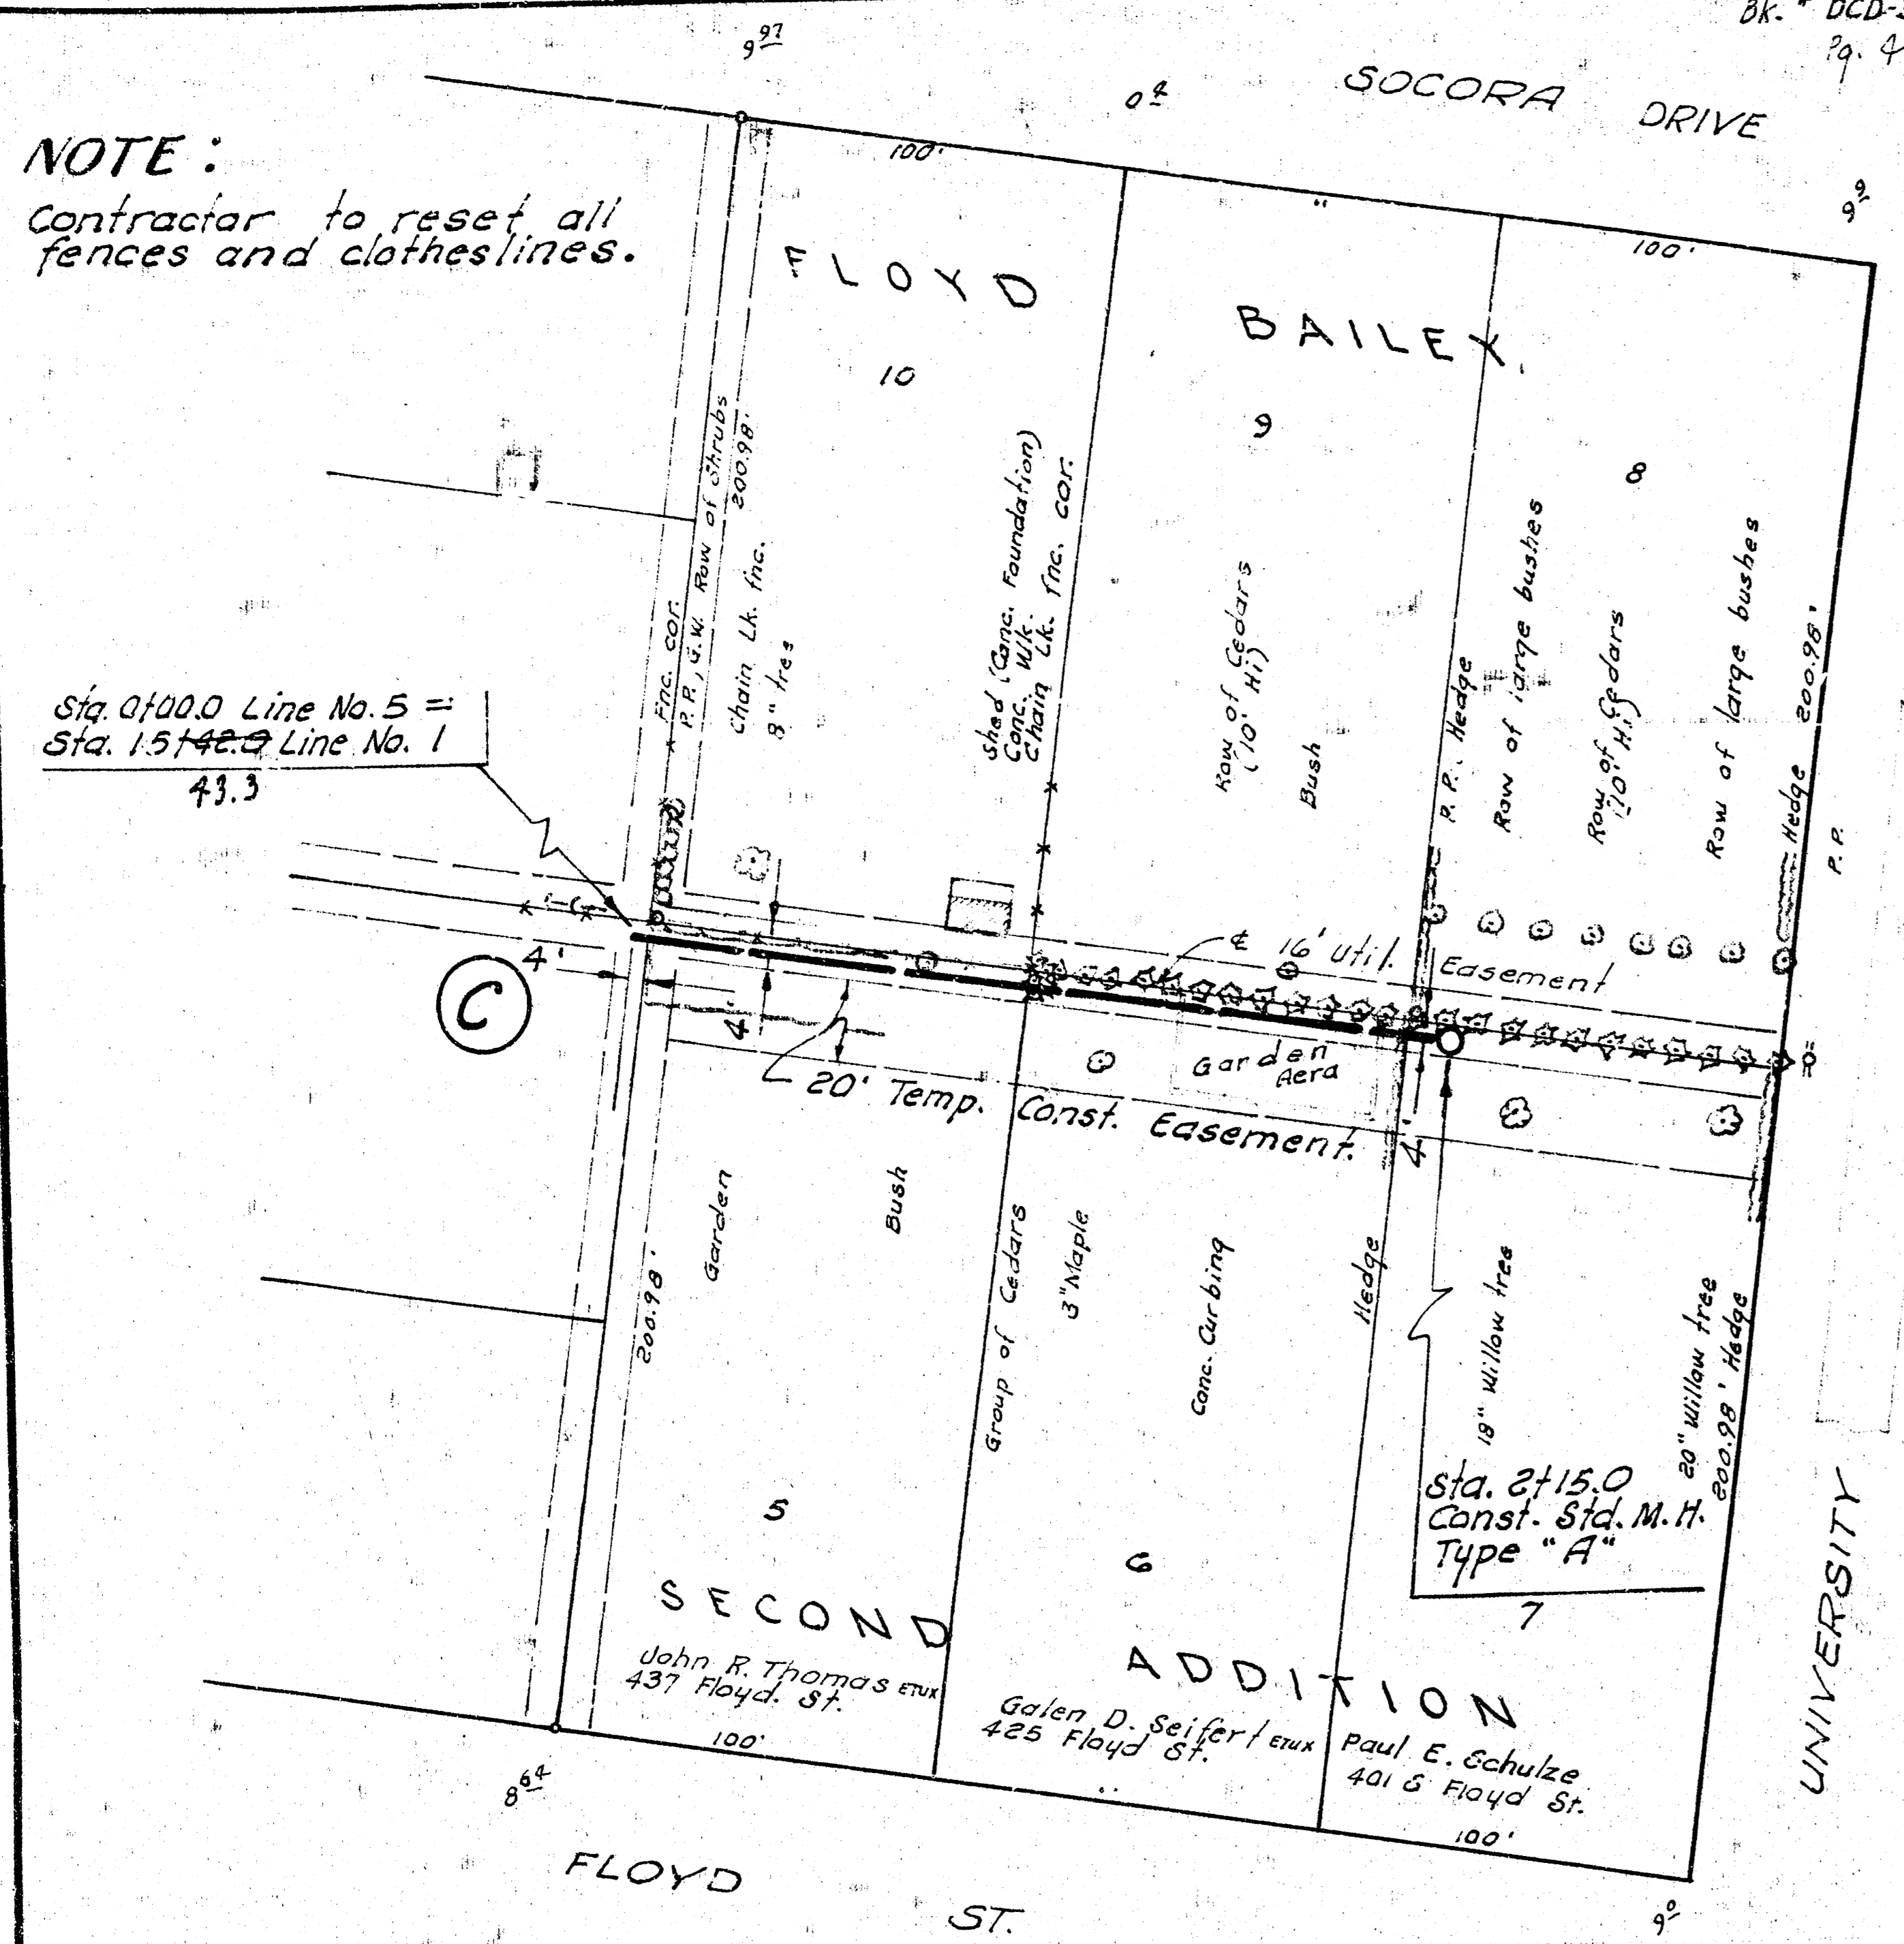 Bk. " DCD-
Pg. 4
9 97
0 4
SOCORA DRIVE
9 9
NOTE :
Contractor to reset all
fences and clotheslines.
100'
"
100'
FLOYD
BAILEY
10
9
8
Fnc. cor.
P.P., G.W. Row of Shrubs
200.98'
Chain Lk. fnc.
8" tree
Shed (Conc. Foundation)
Conc. Wk.
Chain Lk. fnc. cor.
Row of Cedars
(10' Hi)
Bush
P.P. Hedge
Row of large bushes
Row of Cedars
(10' Hi)
Row of large bushes
Hedge 200.98'
P.P.
Sta. 0+00.0 Line No. 5 =
Sta. 15+42.0 Line No. 1
43.3
4'
C
4'
℄ 16' Util. Easement
Garden
Aera
20' Temp. Const. Easement.
4'
200.98'
Garden
Bush
Group of Cedars
3" Maple
Conc. Curbing
Hedge
18" Willow tree
20" Willow tree
200.98' Hedge
Sta. 2+15.0
Const. Std. M.H.
Type "A"
5
6
7
SECOND
ADDITION
John R. Thomas ETUX
437 Floyd. St.
Galen D. Seifert ETUX
425 Floyd St.
Paul E. Schulze
401 S Floyd St.
100'
"
100'
8 64
FLOYD ST.
9 0
UNIVERSITY